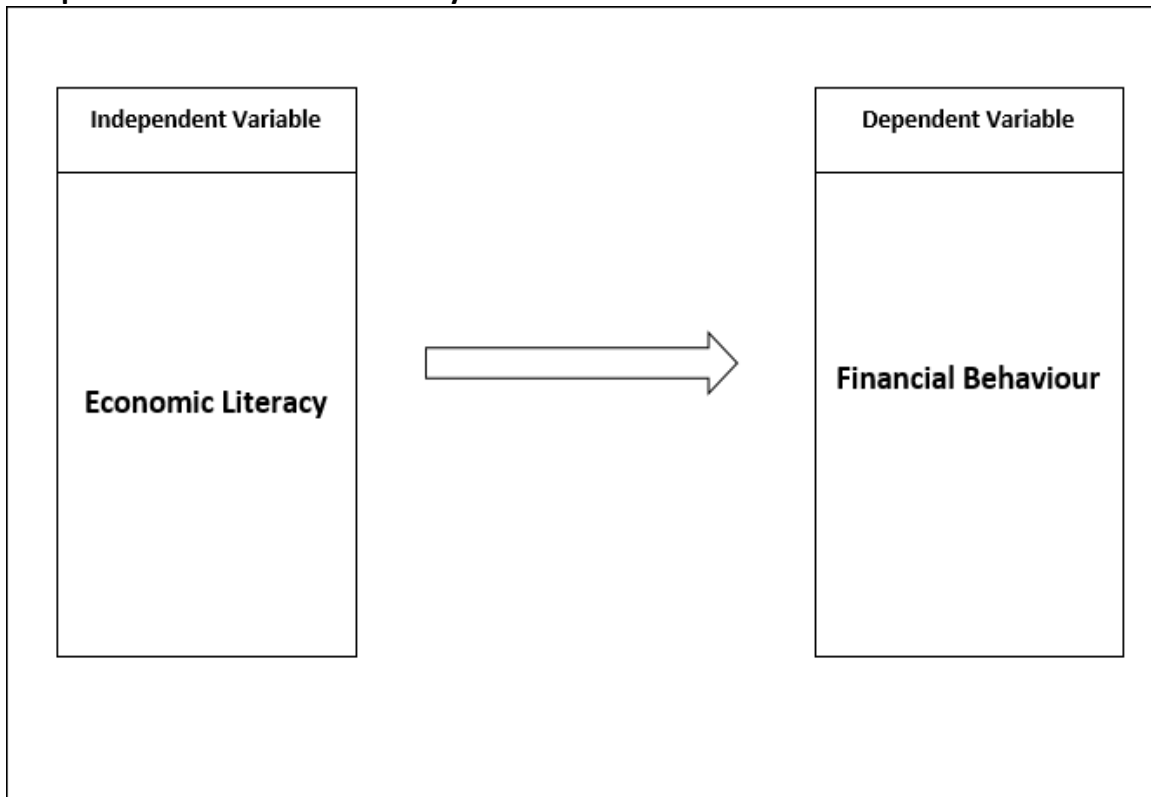 Independent Variable
Dependent Variable
Economic Literacy
Financial Behaviour